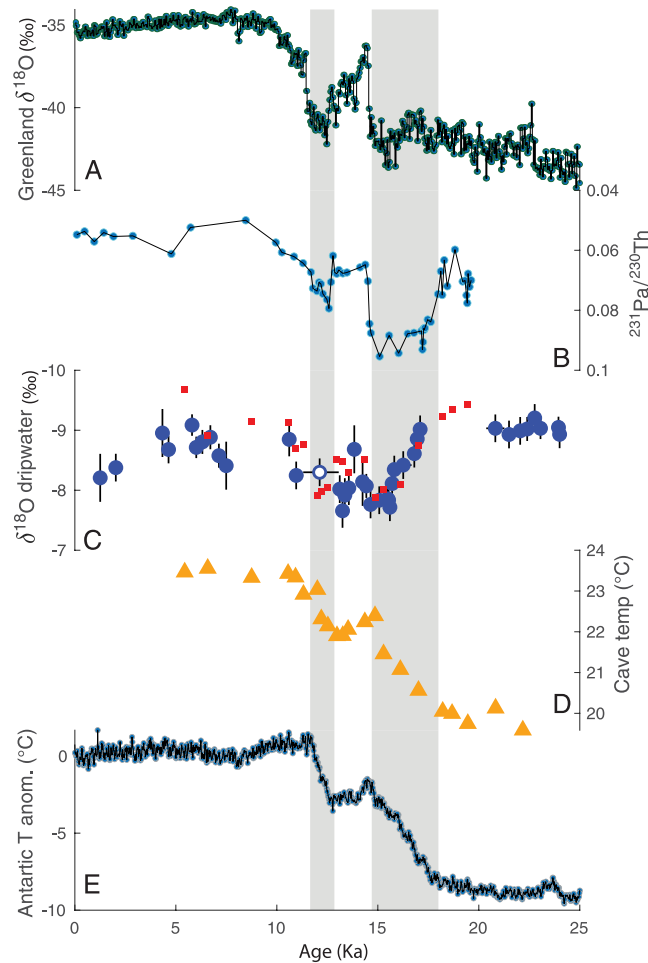 -35
-40
-45
Greenland δ18O (‰)
A
0.04
0.06
0.08
0.1
231Pa/230Th
B
-10
-9
-8
-7
δ18O dripwater (‰)
C
24
23
22
21
20
Cave temp (°C)
D
0
-5
-10
Antartic T anom. (°C)
E
0 5 10 15 20 25
Age (Ka)